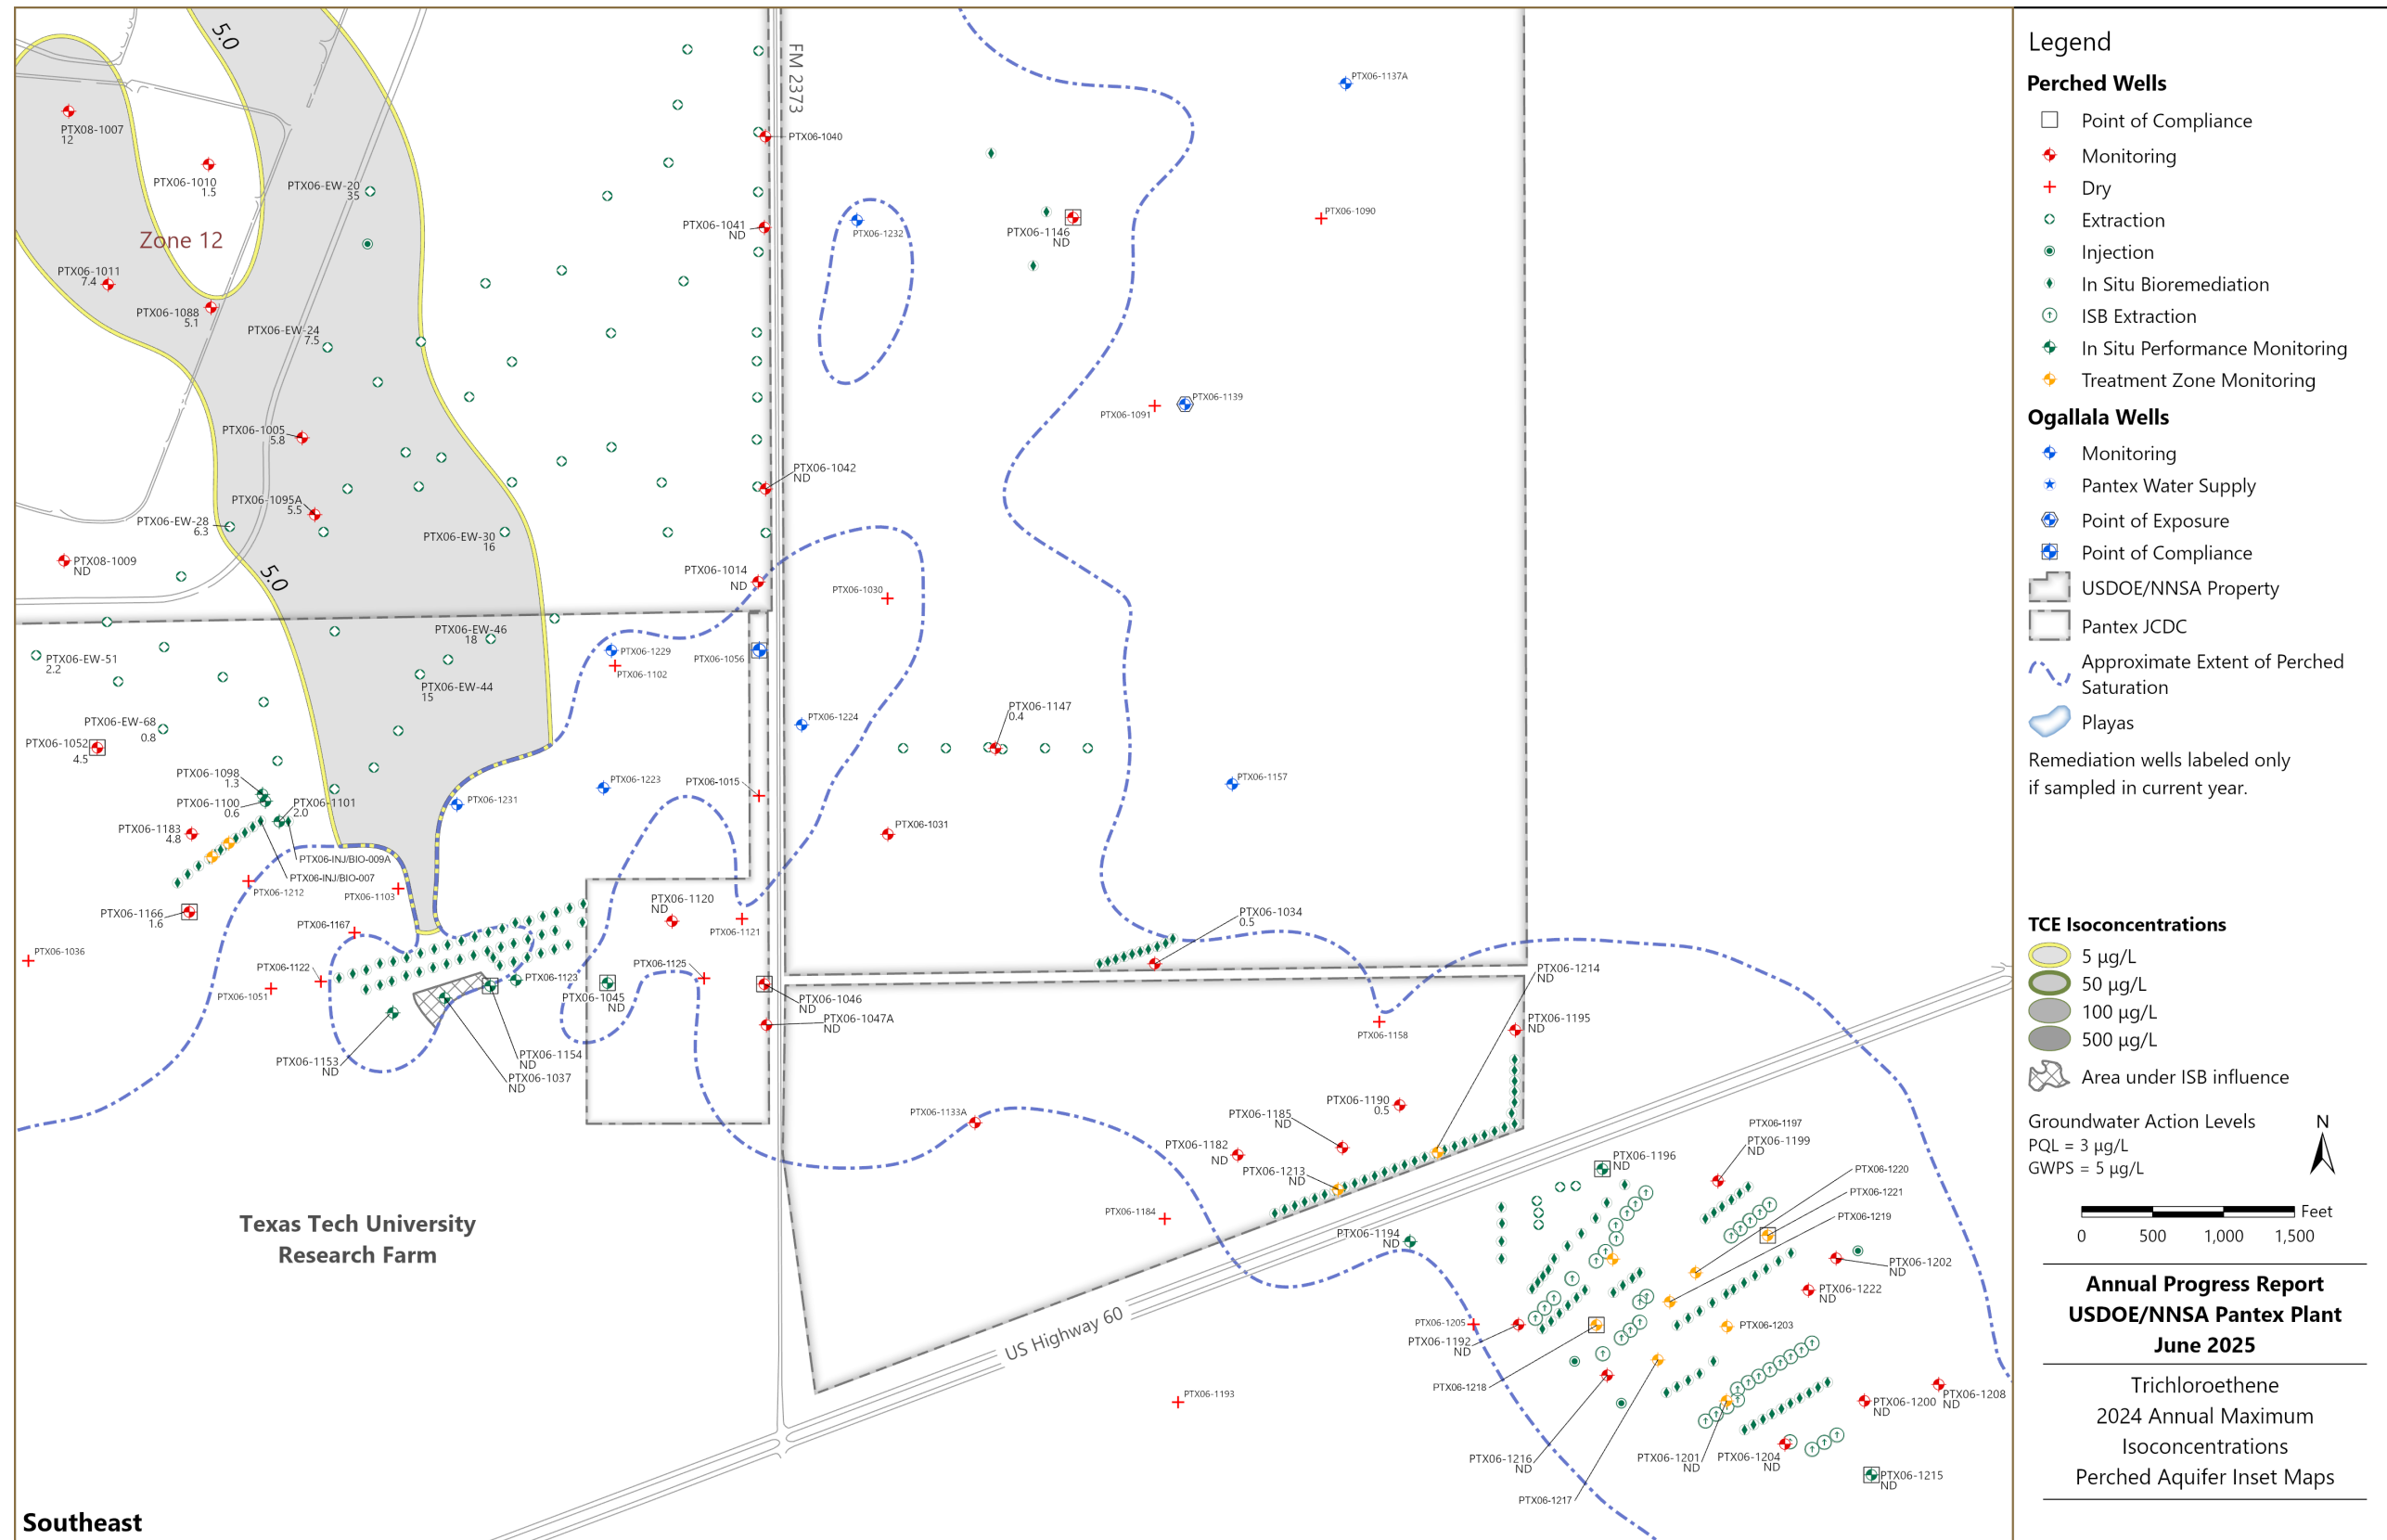 5.0
FM 2373
PTX06-1137A
PTX08-1007
12
PTX06-1040
PTX06-1010
1.5
PTX06-EW-20
35
PTX06-1041
ND
PTX06-1232
PTX06-1146
ND
PTX06-1090
Zone 12
PTX06-1011
7.4
PTX06-1088
5.1
PTX06-EW-24
7.5
PTX06-1139
PTX06-1091
PTX06-1005
5.8
PTX06-1042
ND
PTX06-1095A
5.5
PTX06-EW-28
6.3
PTX06-EW-30
16
PTX08-1009
ND
5.0
PTX06-1014
ND
PTX06-1030
PTX06-EW-46
18
PTX06-1229
PTX06-1056
PTX06-EW-51
2.2
PTX06-1102
PTX06-EW-44
15
PTX06-EW-68
0.8
PTX06-1224
PTX06-1147
0.4
PTX06-1052
4.5
PTX06-1098
1.3
PTX06-1100
0.6
PTX06-1101
2.0
PTX06-1231
PTX06-1223
PTX06-1015
PTX06-1157
PTX06-1183
4.8
PTX06-1031
PTX06-INJ/BIO-009A
PTX06-INJ/BIO-007
PTX06-1212
PTX06-1103
PTX06-1166
1.6
PTX06-1120
ND
PTX06-1121
PTX06-1034
0.5
PTX06-1167
PTX06-1036
PTX06-1122
PTX06-1051
PTX06-1123
PTX06-1125
PTX06-1045
ND
PTX06-1046
ND
PTX06-1047A
ND
PTX06-1214
ND
PTX06-1195
ND
PTX06-1158
PTX06-1153
ND
PTX06-1154
ND
PTX06-1037
ND
PTX06-1133A
PTX06-1190
0.5
PTX06-1185
ND
PTX06-1182
ND
PTX06-1213
ND
PTX06-1197
PTX06-1199
ND
PTX06-1196
ND
PTX06-1220
PTX06-1221
PTX06-1219
PTX06-1184
PTX06-1194
ND
PTX06-1202
ND
PTX06-1222
ND
Texas Tech University
Research Farm
US Highway 60
PTX06-1205
PTX06-1192
ND
PTX06-1203
PTX06-1218
PTX06-1193
PTX06-1208
ND
PTX06-1200
ND
PTX06-1216
ND
PTX06-1201
ND
PTX06-1204
ND
PTX06-1215
ND
PTX06-1217
Southeast
Legend
Perched Wells
Point of Compliance
Monitoring
Dry
Extraction
Injection
In Situ Bioremediation
ISB Extraction
In Situ Performance Monitoring
Treatment Zone Monitoring
Ogallala Wells
Monitoring
Pantex Water Supply
Point of Exposure
Point of Compliance
USDOE/NNSA Property
Pantex JCDC
Approximate Extent of Perched
Saturation
Playas
Remediation wells labeled only
if sampled in current year.
TCE Isoconcentrations
5 µg/L
50 µg/L
100 µg/L
500 µg/L
Area under ISB influence
Groundwater Action Levels
PQL = 3 µg/L
GWPS = 5 µg/L
N
Feet
0 500 1,000 1,500
Annual Progress Report
USDOE/NNSA Pantex Plant
June 2025
Trichloroethene
2024 Annual Maximum
Isoconcentrations
Perched Aquifer Inset Maps